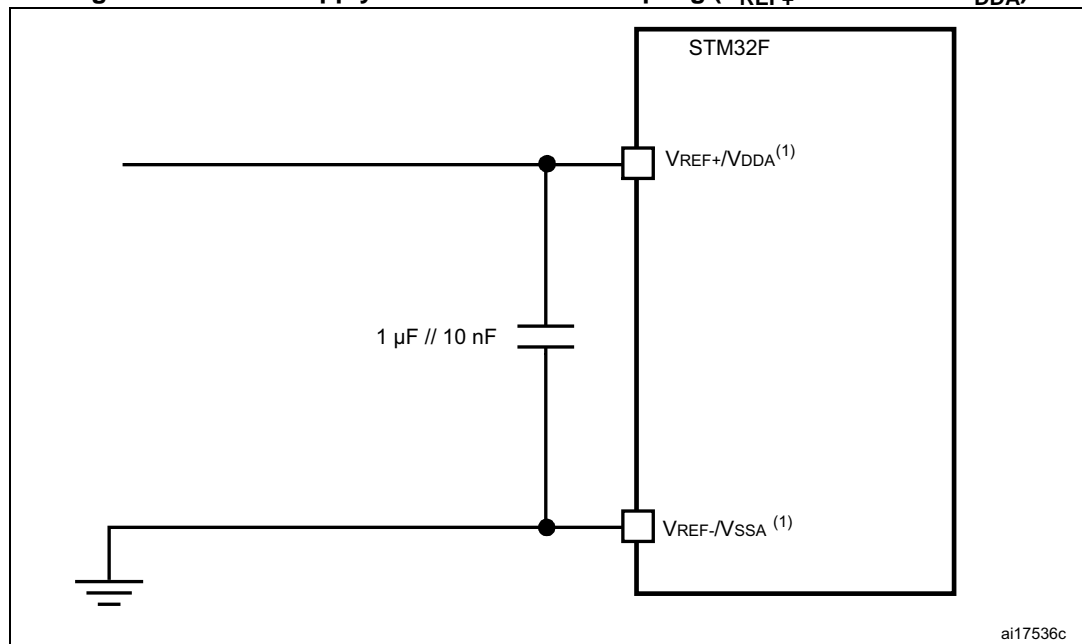 STM32F
VREF+/VDDA(1)
1 µF // 10 nF
VREF-/VSSA (1)
ai17536c